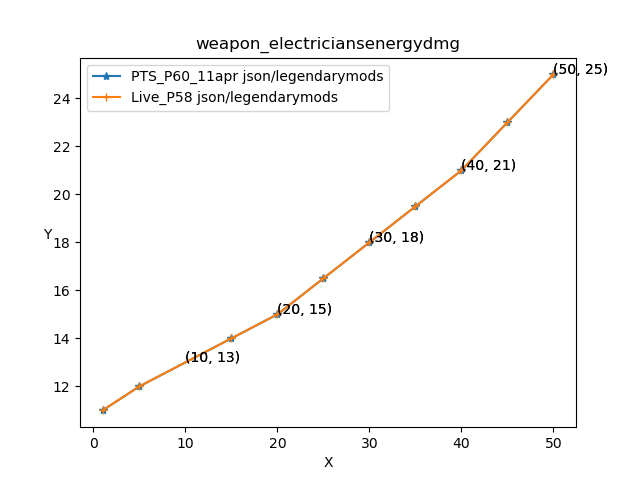 weapon_electriciansenergydmg
PTS_P60_11apr json/legendarymods
Live_P58 json/legendarymods
(50, 25)
24
22
(40, 21)
20
Y
18
(30, 18)
16
(20, 15)
14
(10, 13)
12
0 10 20 30 40 50
X